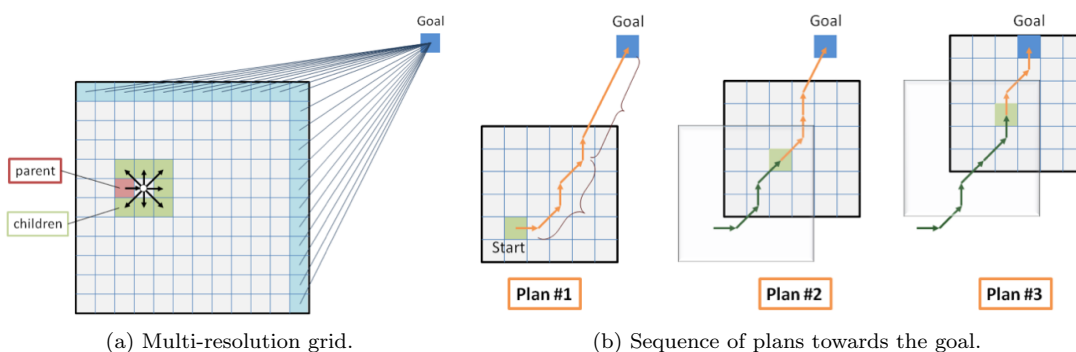 Goal
parent
children
(a) Multi-resolution grid.
Goal
Start
Plan #1
Goal
Plan #2
Goal
Plan #3
(b) Sequence of plans towards the goal.